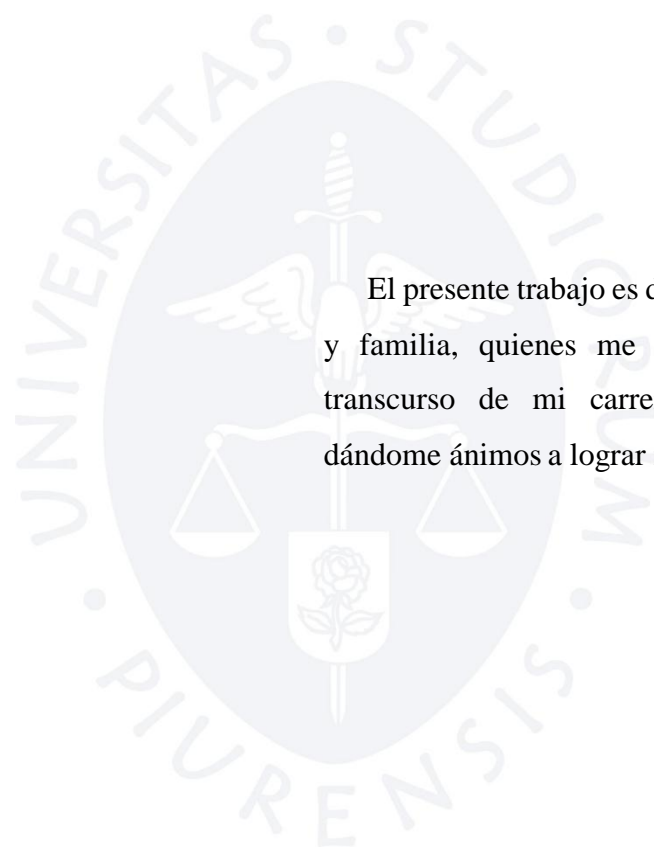 UNIVERSITAS • STUDIORUM • PIURENSIS •
El presente trabajo es
y familia, quienes me
transcurso de mi
dándome ánimos a lograr